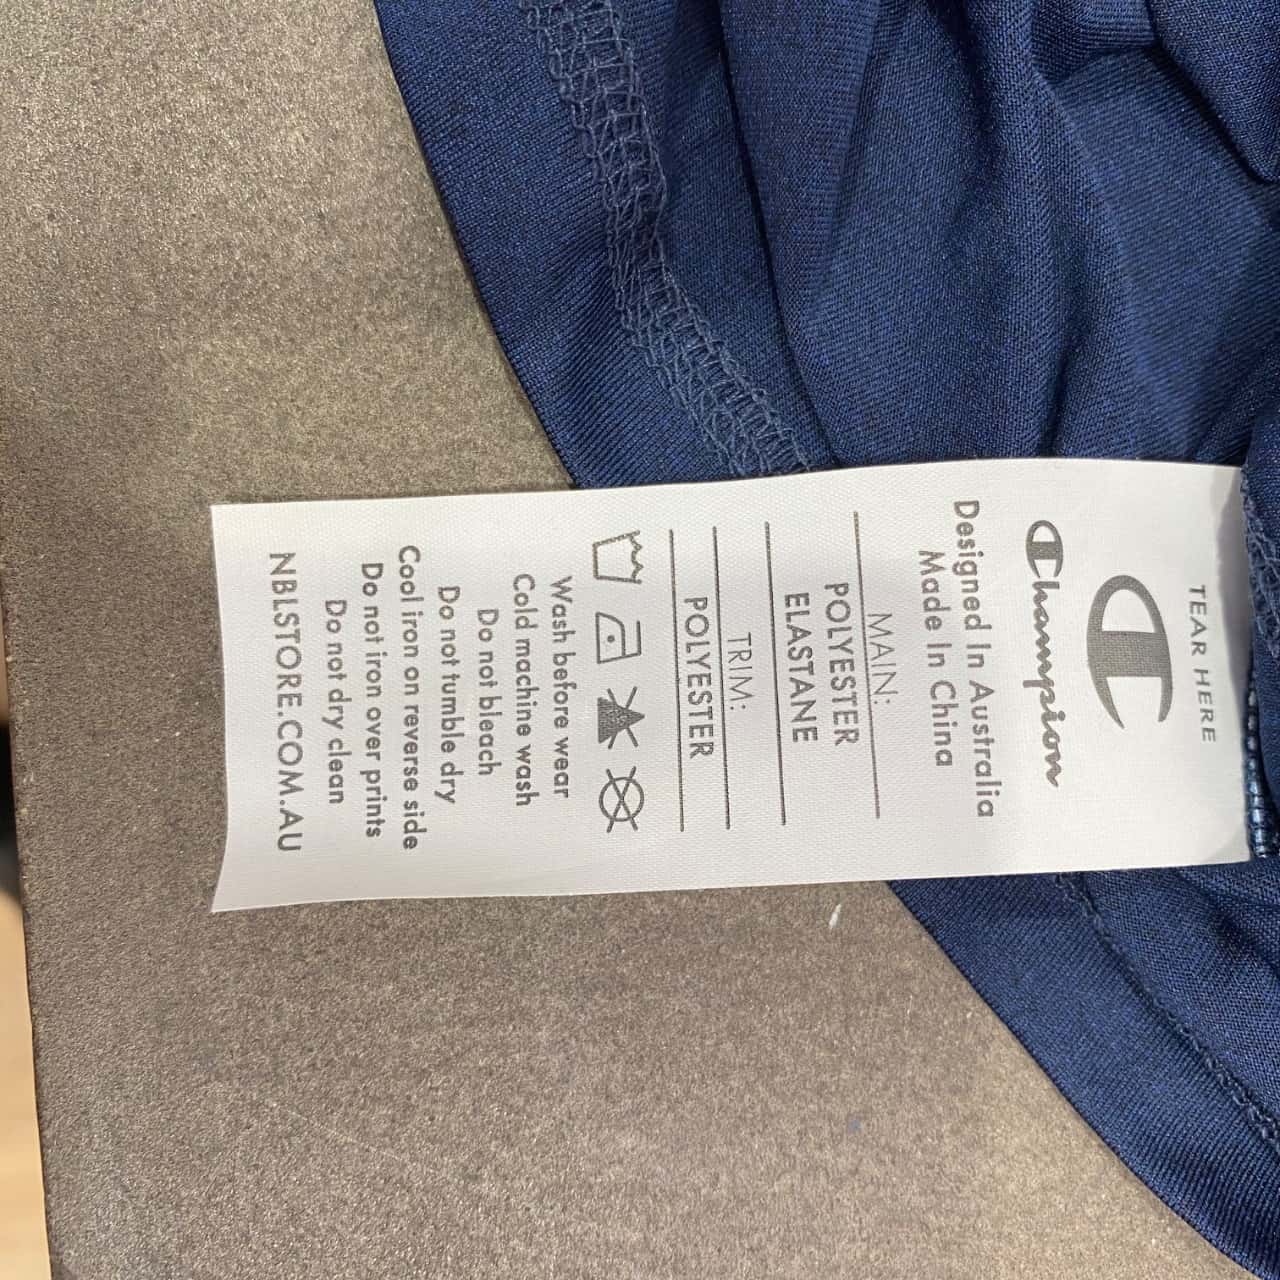 TEAR HERE
Champion
Designed In Australia
Made In China
MAIN:
POLYESTER
ELASTANE
TRIM:
POLYESTER
Wash before wear
Cold machine wash
Do not bleach
Do not tumble dry
Cool iron on reverse side
Do not iron over prints
Do not dry clean
NBLSTORE.COM.AU